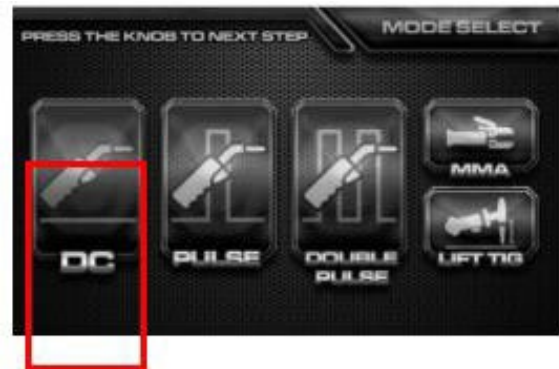 PRESS THE KNOB TO NEXT STEP
MODE SELECT
DC
PULSE
DOUBLE
PULSE
MMA
LIFT TIG